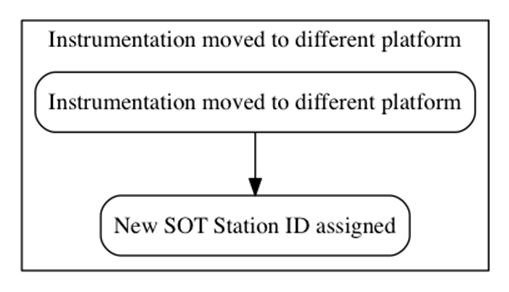 Instrumentation moved to different platform
Instrumentation moved to different platform
New SOT Station ID assigned